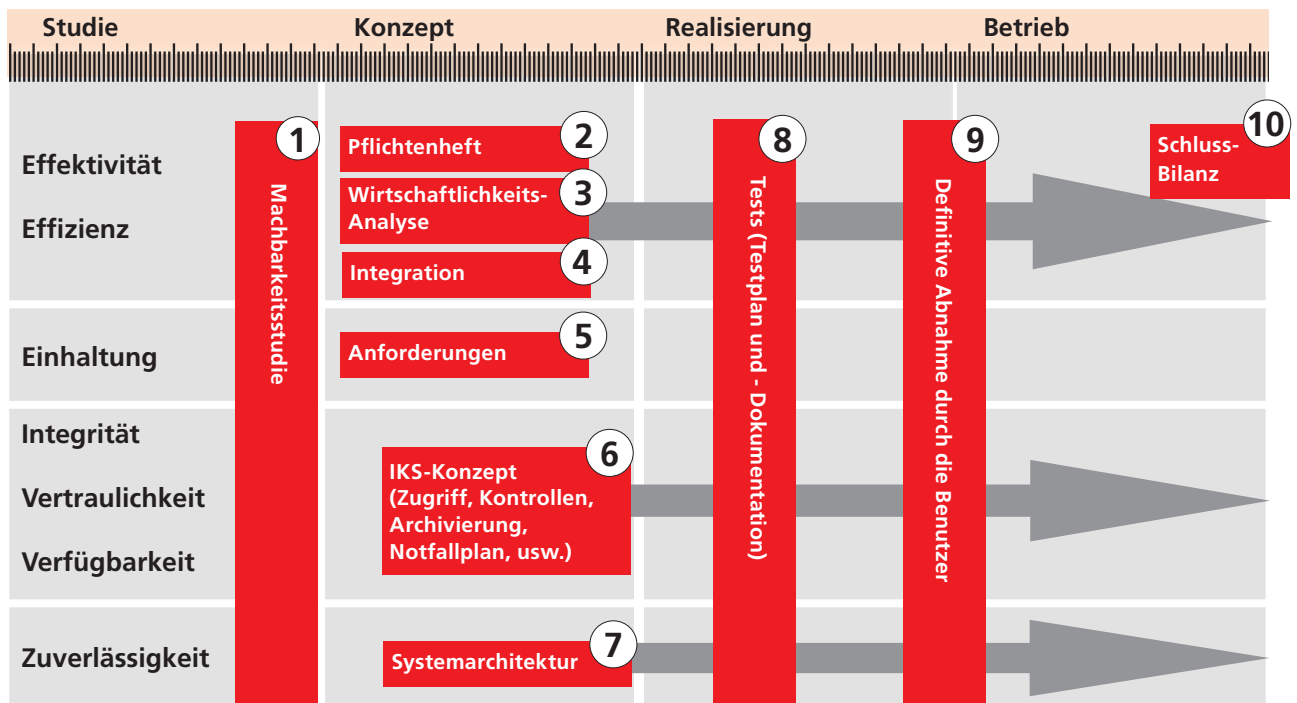 Studie
Konzept
Realisierung
Betrieb
Effektivität
Effizienz
Einhaltung
Integrität
Vertraulichkeit
Verfügbarkeit
Zuverlässigkeit
1
Machbarkeitsstudie
2
Pflichtenheft
3
Wirtschaftlichkeits-
Analyse
4
Integration
5
Anforderungen
6
IKS-Konzept
(Zugriff, Kontrollen,
Archivierung,
Notfallplan, usw.)
7
Systemarchitektur
8
Tests (Testplan und - Dokumentation)
9
Definitive Abnahme durch die Benutzer
10
Schluss-
Bilanz